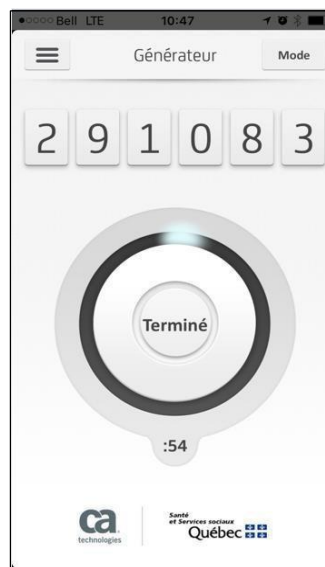 Bell LTE 10:47
Générateur Mode
2 9 1 0 8 3
Terminé
:54
ca
technologies
Santé
et Services sociaux
Québec